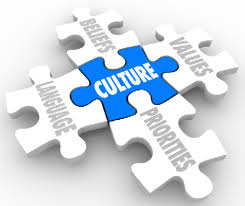 BELIEFS
VALUES
CULTURE
LANGUAGE
PRIORITIES